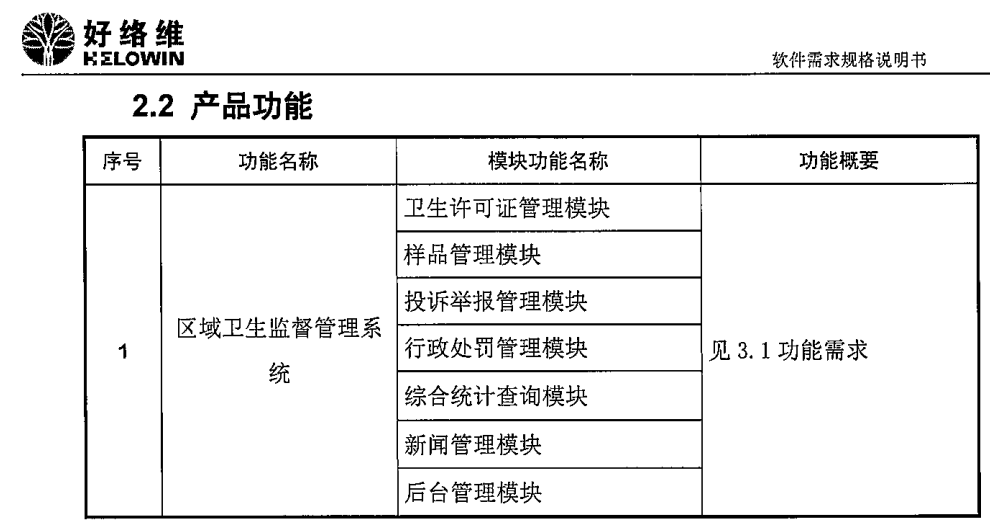 好络维
HELOWIN
软件需求规格说明书
2.2 产品功能
序号 功能名称 模块功能名称 功能概要
1
区域卫生监督管理系
统
卫生许可证管理模块
样品管理模块
投诉举报管理模块
行政处罚管理模块
综合统计查询模块
新闻管理模块
后台管理模块
见 3.1 功能需求